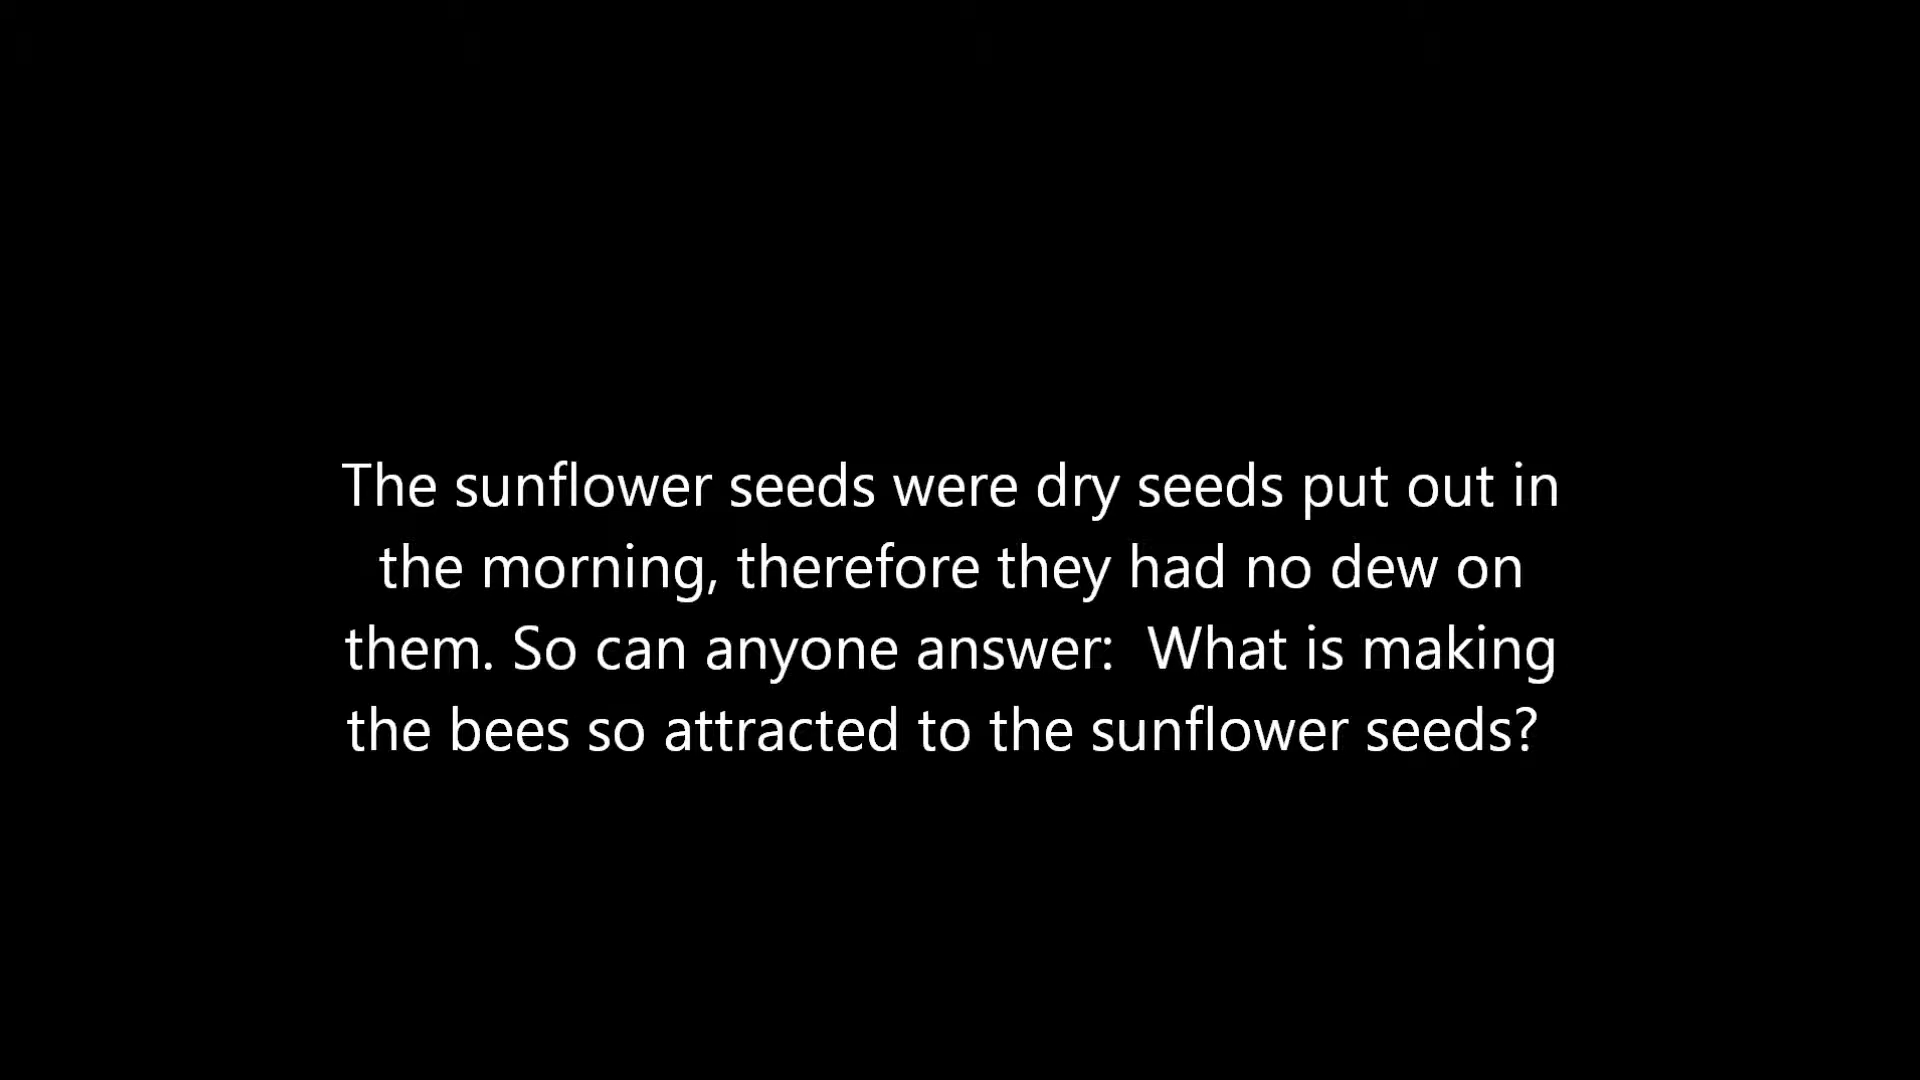 The sunflower seeds were dry seeds put out in
the morning, therefore they had no dew on
them. So can anyone answer:  What is making
the bees so attracted to the sunflower seeds?